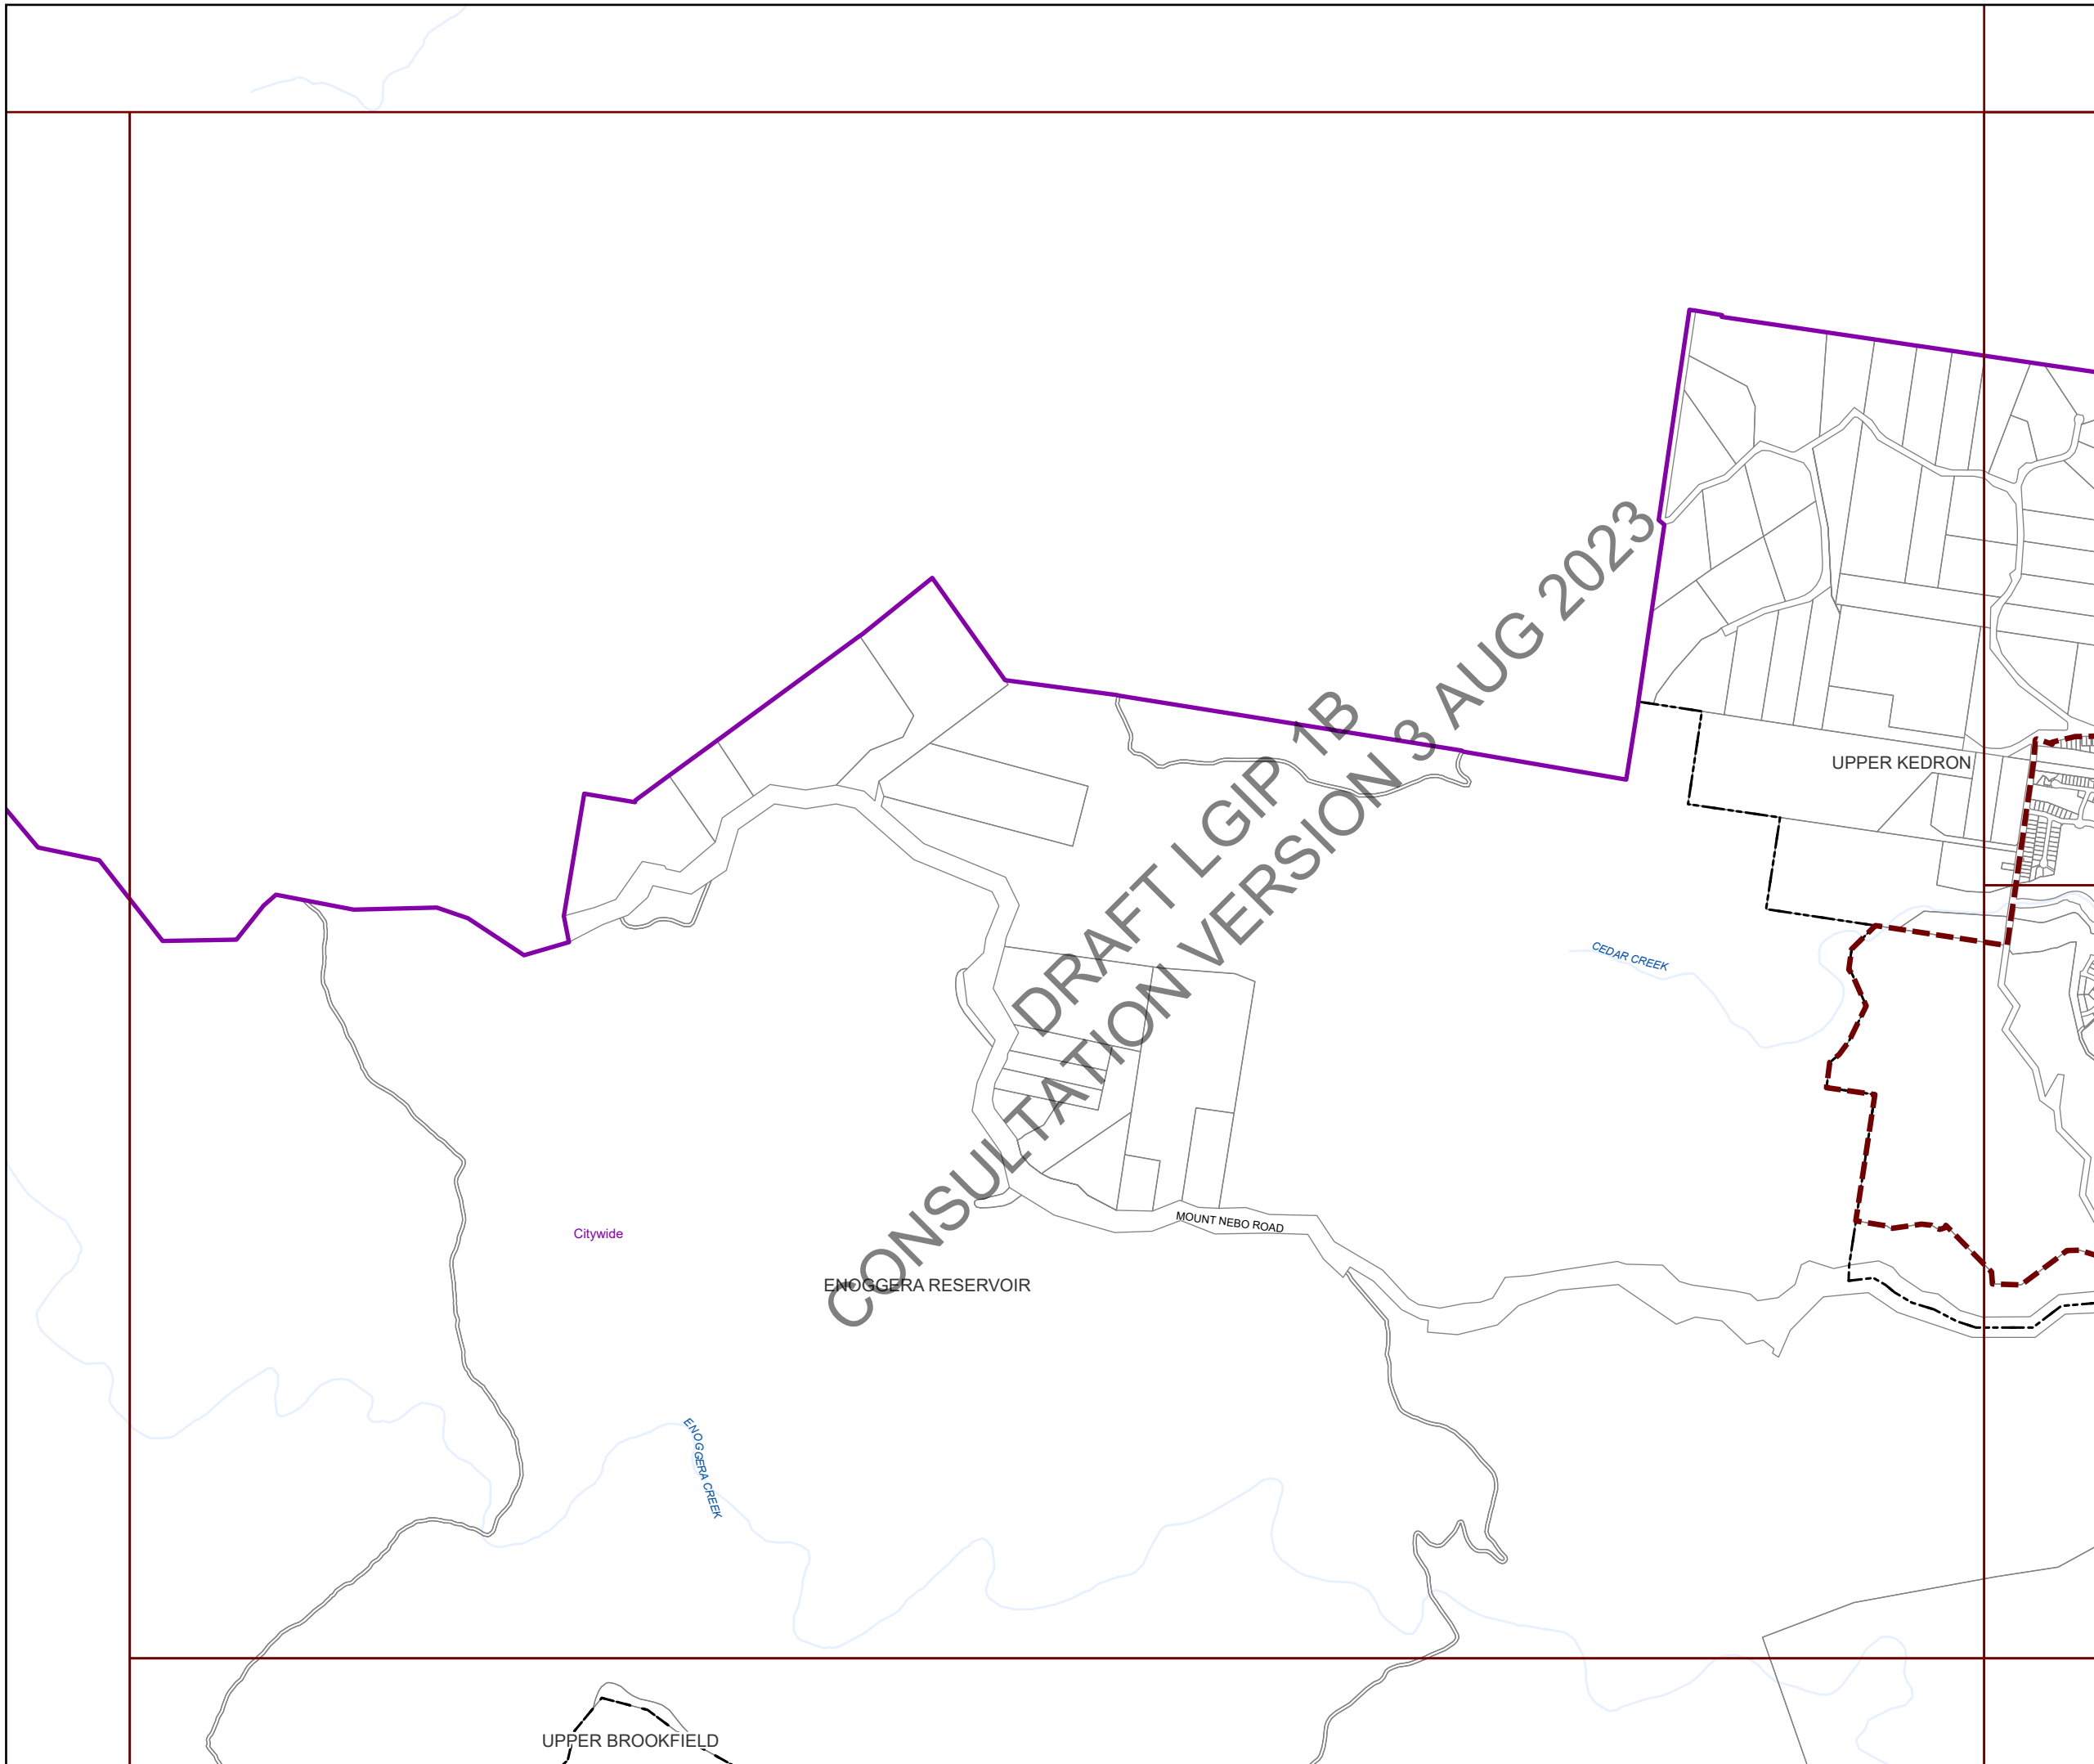 DRAFT LGIP 1B
CONSULTATION VERSION 3 AUG 2023
UPPER KEDRON
CEDAR CREEK
MOUNT NEBO ROAD
Citywide
ENOGGERA RESERVOIR
ENOGGERA CREEK
UPPER BROOKFIELD